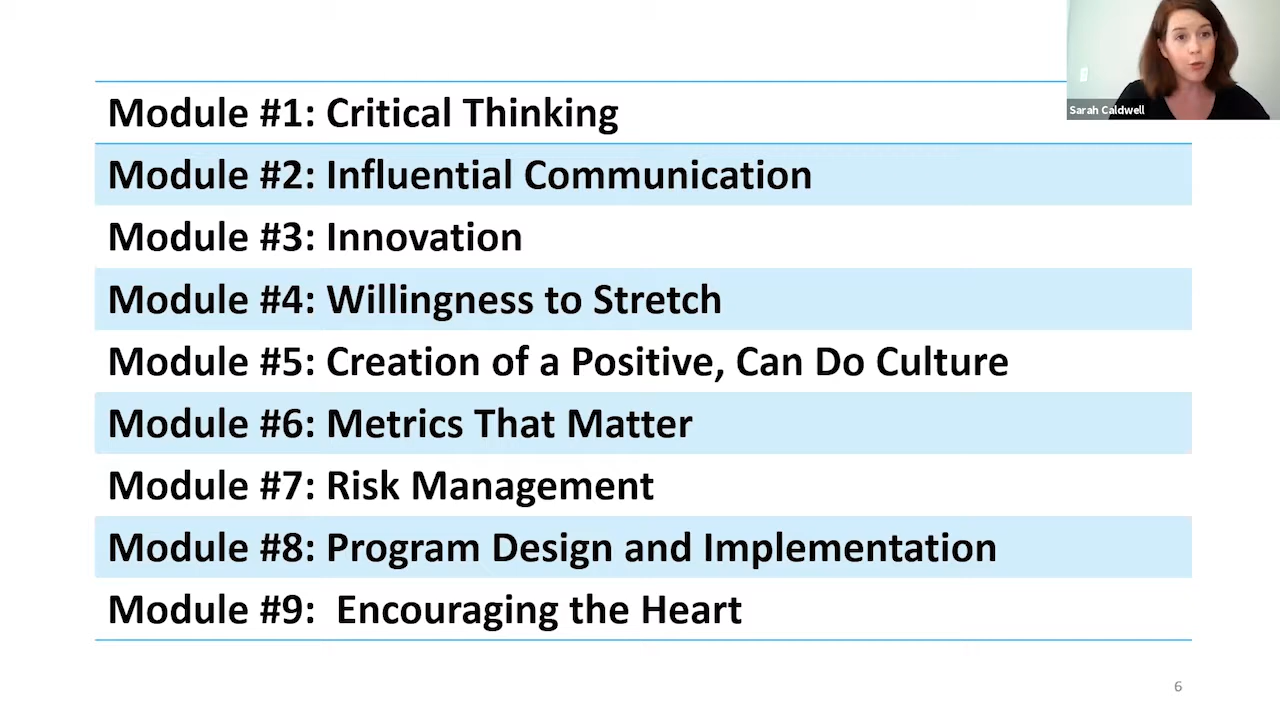 Sarah Caldwell
Module #1: Critical Thinking
Module #2: Influential Communication
Module #3: Innovation
Module #4: Willingness to Stretch
Module #5: Creation of a Positive, Can Do Culture
Module #6: Metrics That Matter
Module #7: Risk Management
Module #8: Program Design and Implementation
Module #9:  Encouraging the Heart
6